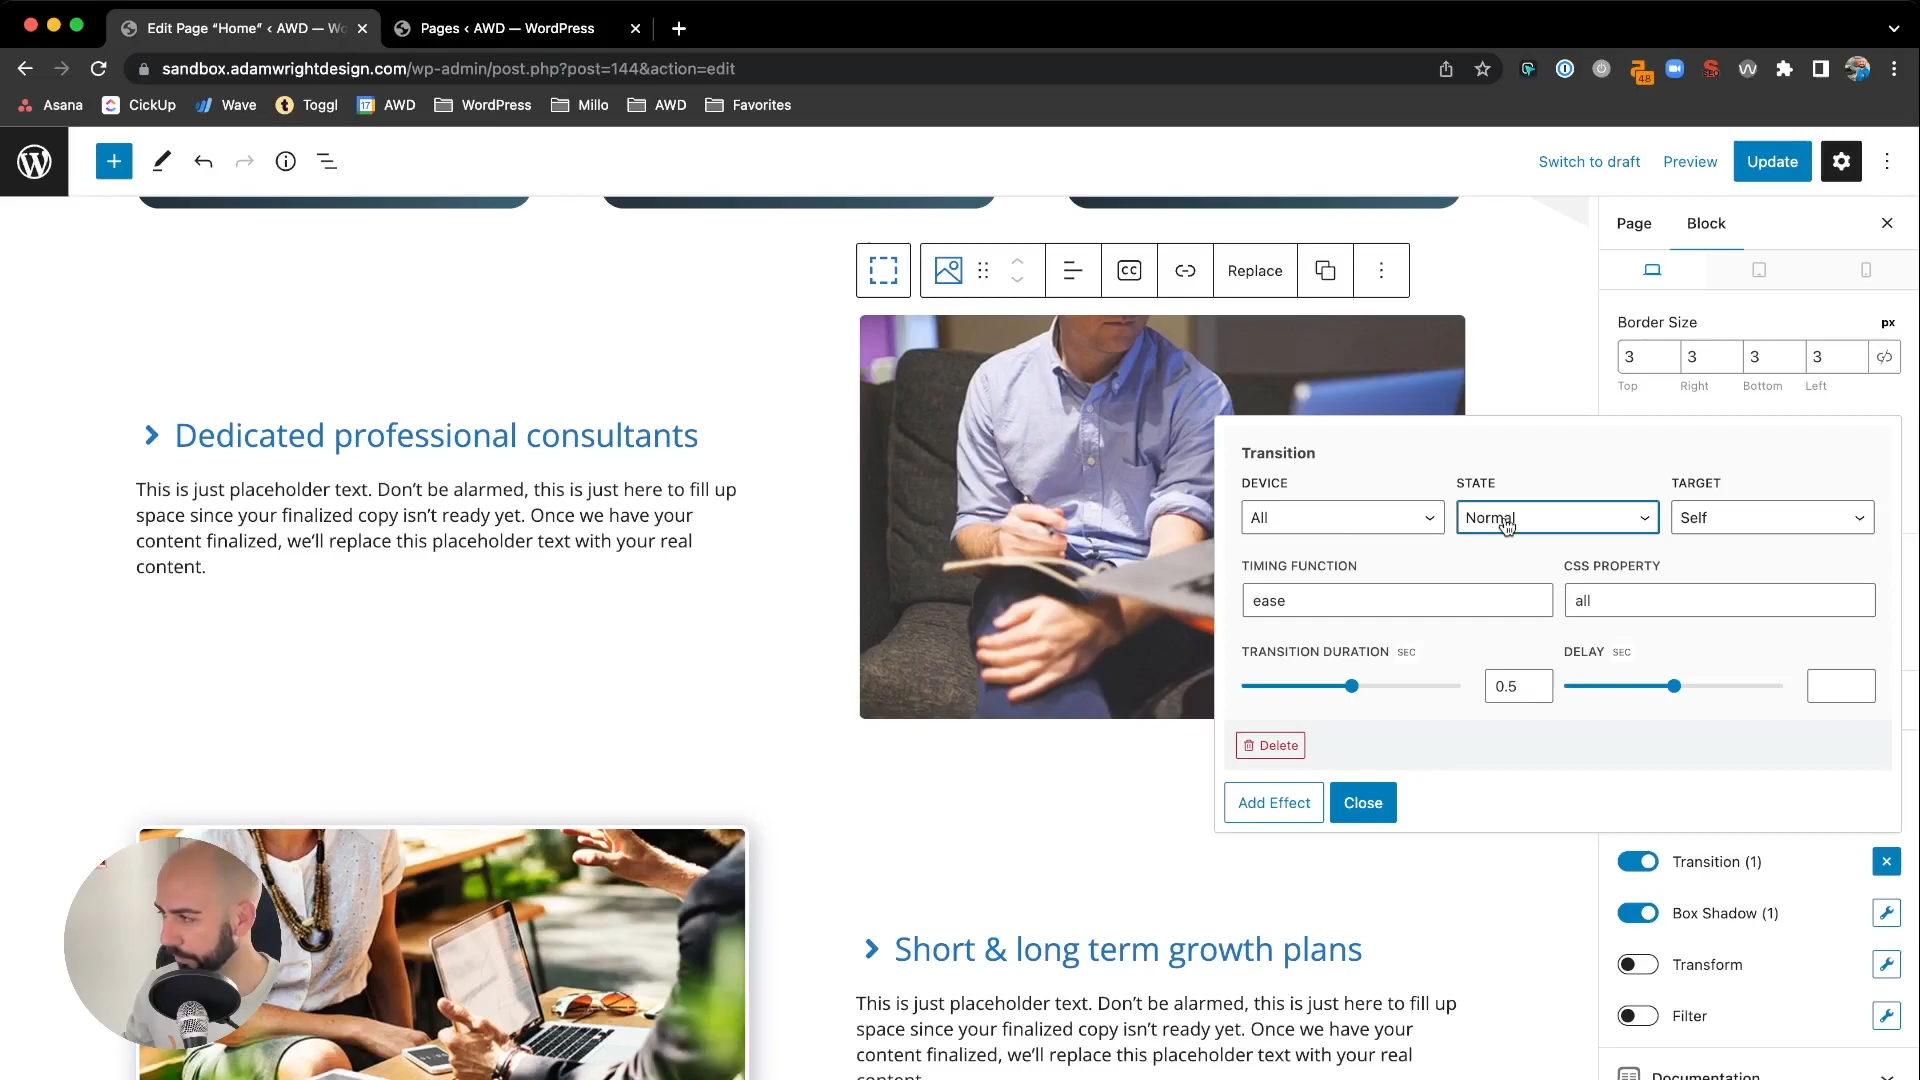 Edit Page “Home” ‹ AWD — Wo
Pages ‹ AWD — WordPress
sandbox.adamwrightdesign.com/wp-admin/post.php?post=144&action=edit
48
Asana
CickUp
Wave
Toggl
17
AWD
WordPress
Millo
AWD
Favorites
Switch to draft
Preview
Update
Page
Block
CC
Replace
Border Size
px
3
3
3
3
Top
Right
Bottom
Left
Dedicated professional consultants
This is just placeholder text. Don’t be alarmed, this is just here to fill up
space since your finalized copy isn’t ready yet. Once we have your
content finalized, we’ll replace this placeholder text with your real
content.
Transition
DEVICE
STATE
TARGET
All
Normal
Self
TIMING FUNCTION
CSS PROPERTY
ease
all
TRANSITION DURATION SEC
DELAY SEC
0.5
Delete
Add Effect
Close
Transition (1)
Box Shadow (1)
Transform
Filter
Documentation
Short & long term growth plans
This is just placeholder text. Don’t be alarmed, this is just here to fill up
space since your finalized copy isn’t ready yet. Once we have your
content finalized, we’ll replace this placeholder text with your real
content.